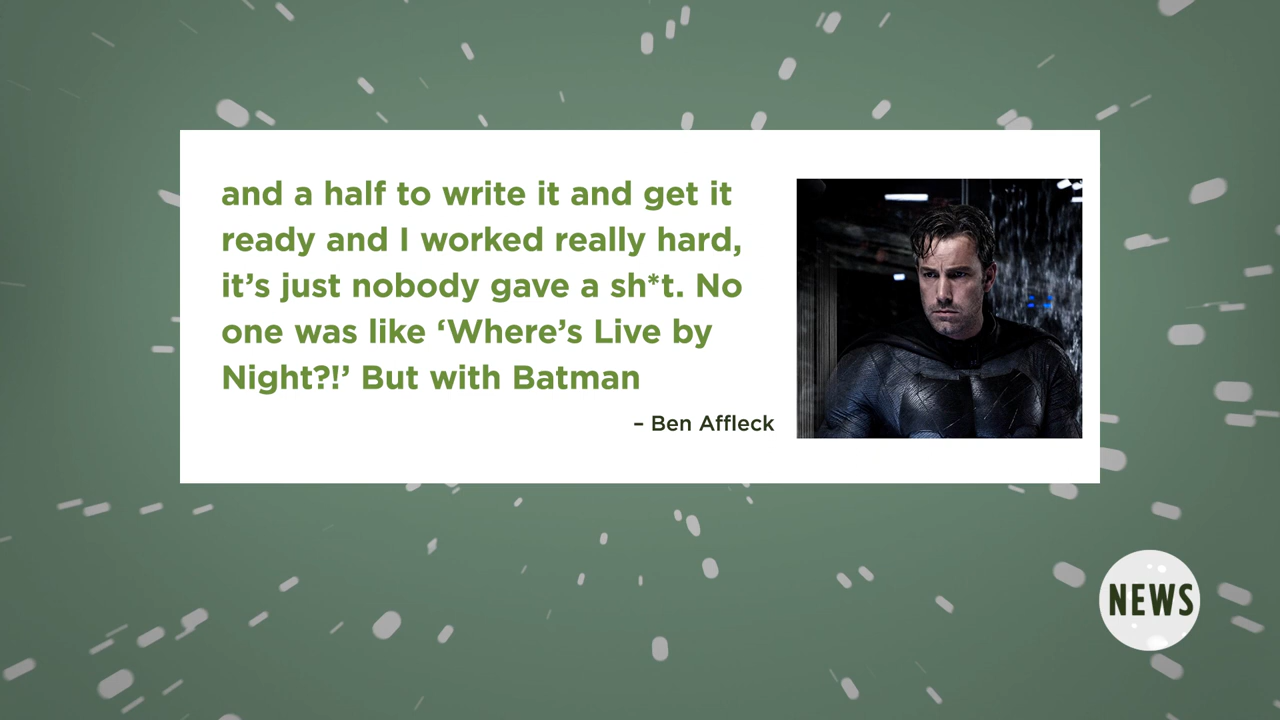 and a half to write it and get it
ready and I worked really hard,
it’s just nobody gave a sh*t. No
one was like ‘Where’s Live by
Night?!’ But with Batman
– Ben Affleck
NEWS